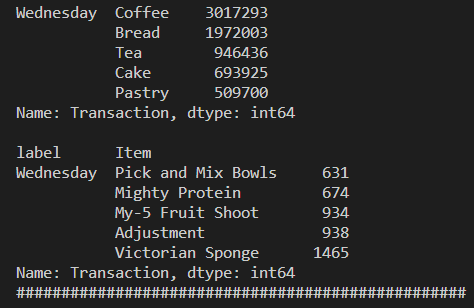 Wednesday  Coffee    3017293
           Bread     1972003
           Tea        946436
           Cake       693925
           Pastry     509700
Name: Transaction, dtype: int64

label      Item
Wednesday  Pick and Mix Bowls     631
           Mighty Protein         674
           My-5 Fruit Shoot       934
           Adjustment             938
           Victorian Sponge      1465
Name: Transaction, dtype: int64
##################################################